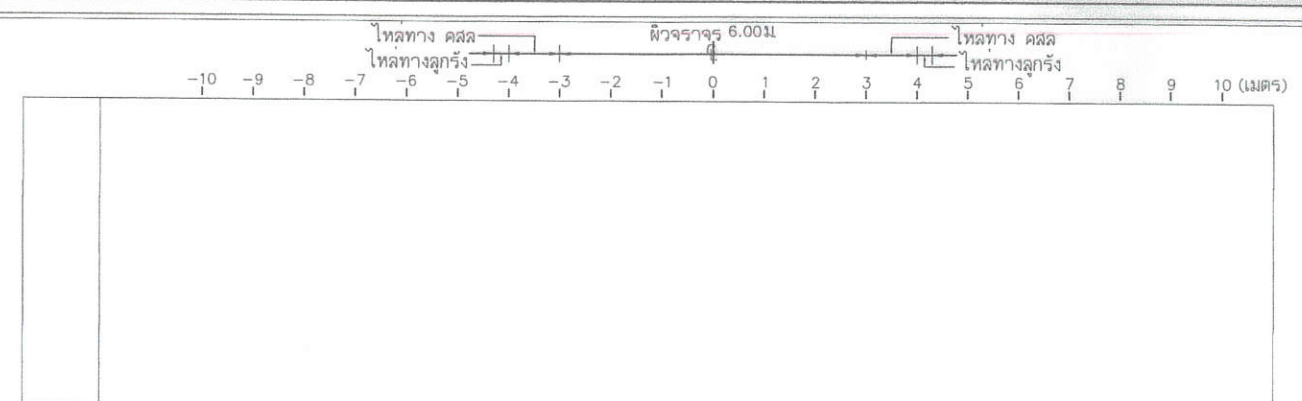 ไหล่ทาง คสล ผิวจราจร 6.00ม ไหล่ทาง คสล
ไหล่ทางลูกรัง ไหล่ทางลูกรัง
-10 -9 -8 -7 -6 -5 -4 -3 -2 -1 0 1 2 3 4 5 6 7 8 9 10 (เมตร)